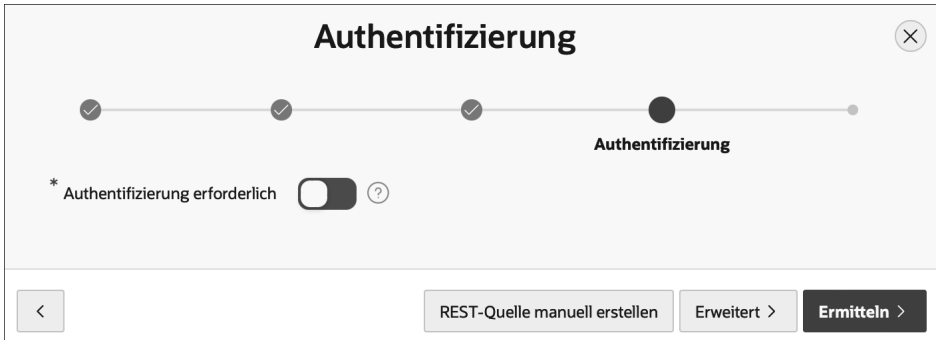 Authentifizierung
Authentifizierung
* Authentifizierung erforderlich
REST-Quelle manuell erstellen
Erweitert
Ermitteln